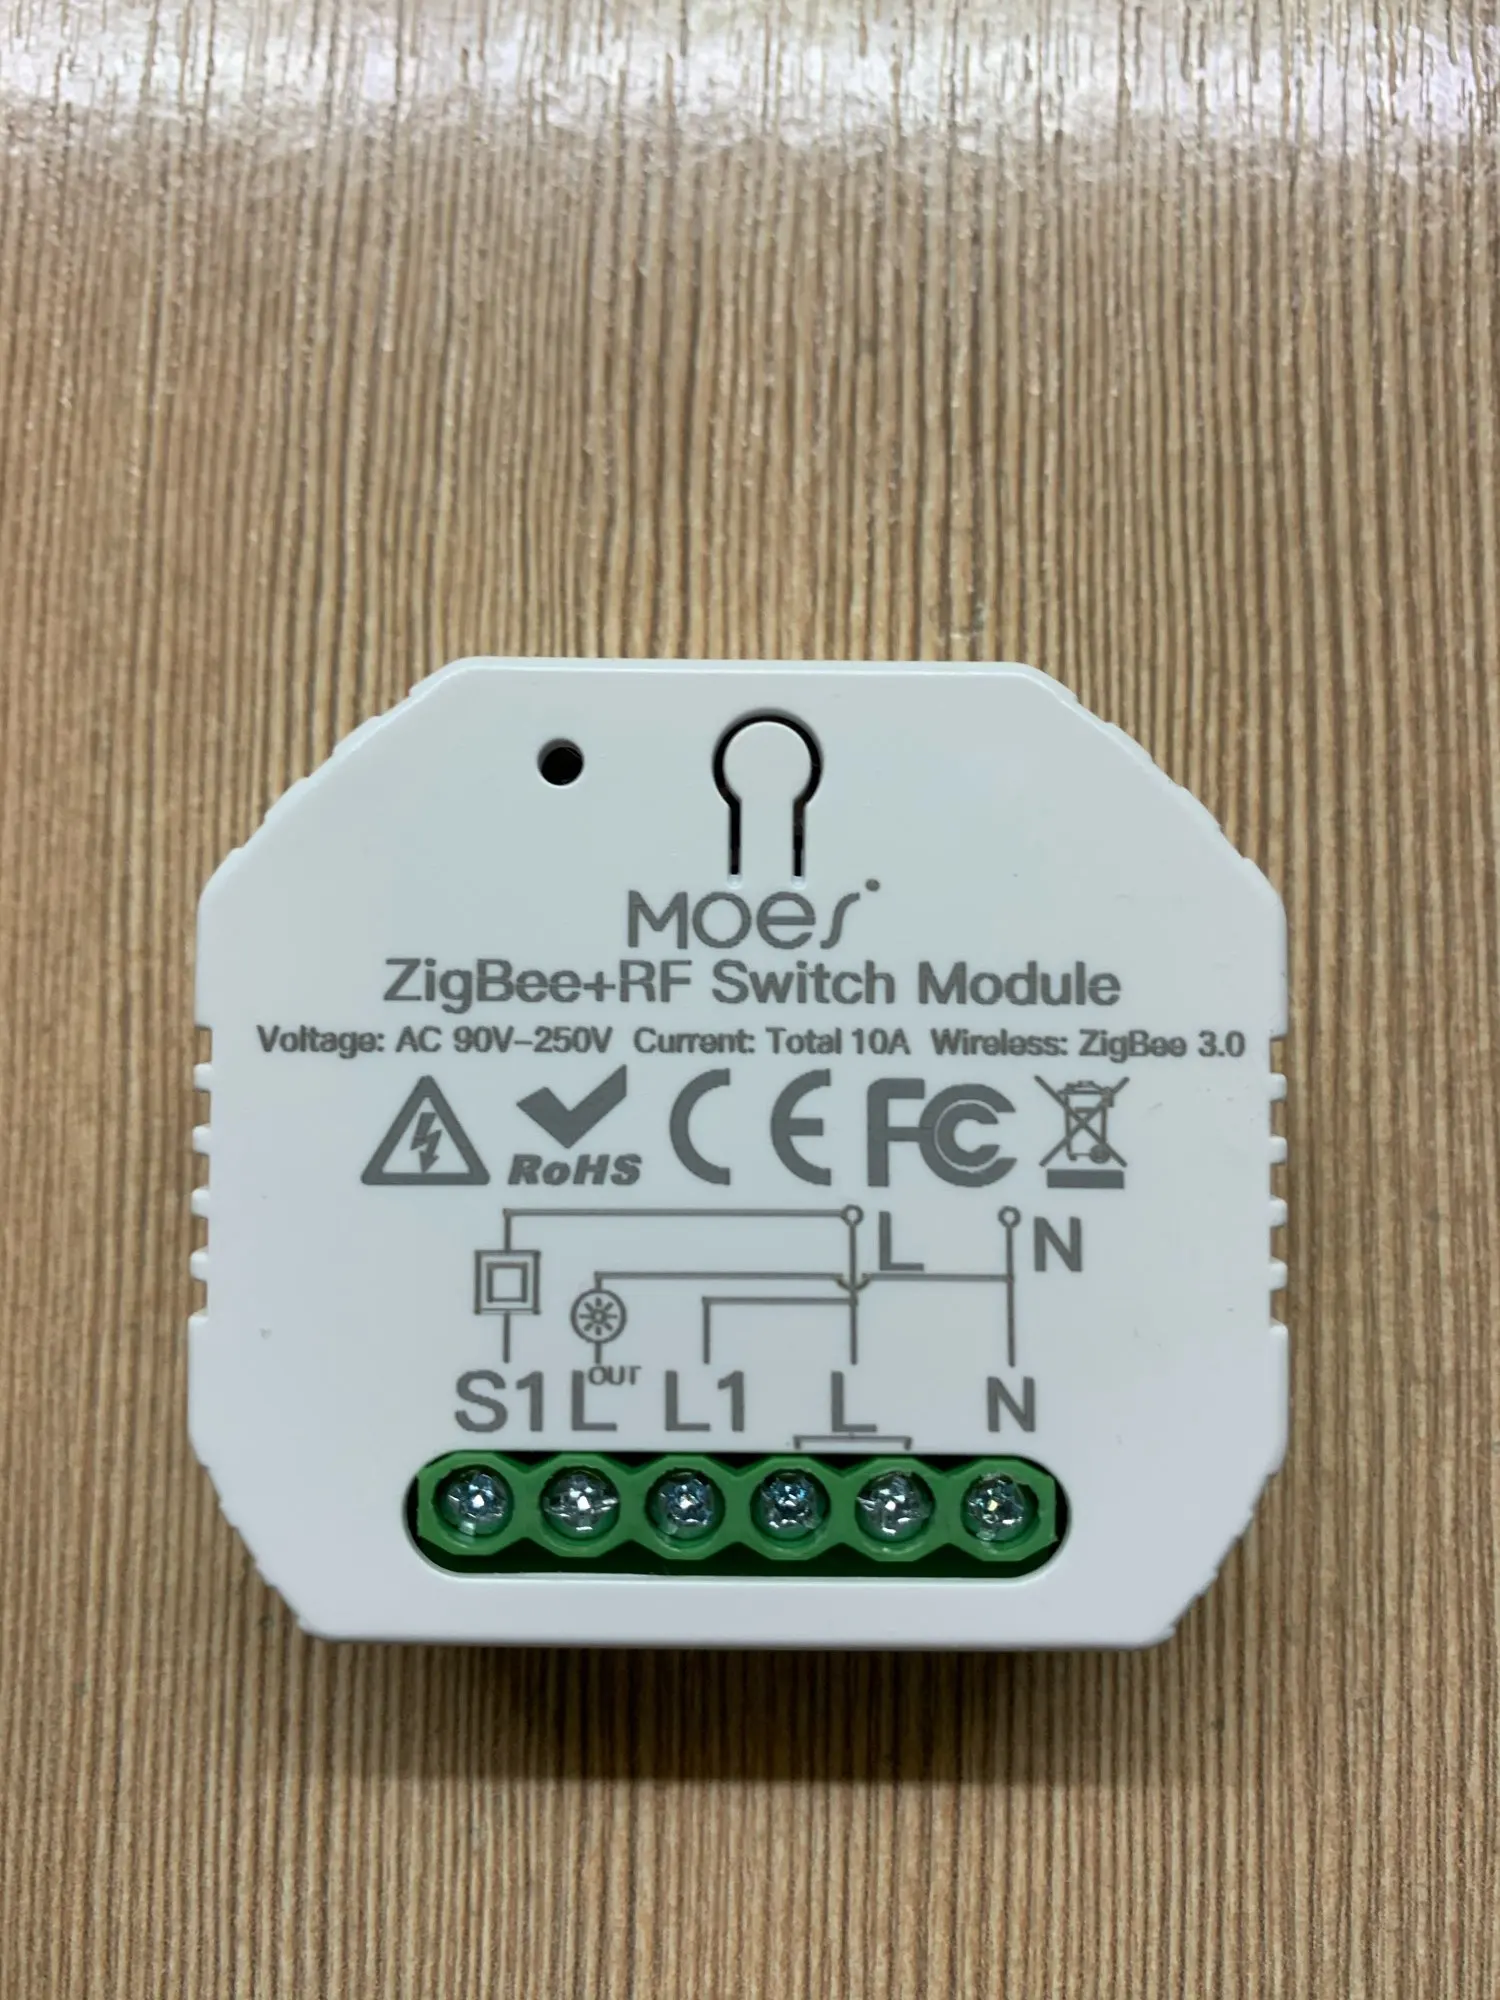 MOES
ZigBee+RF Switch Module
Voltage: AC 90V-250V Current: Total 10A Wireless: ZigBee 3.0
RoHS CE FC
L N
S1 LOUT L1 L N